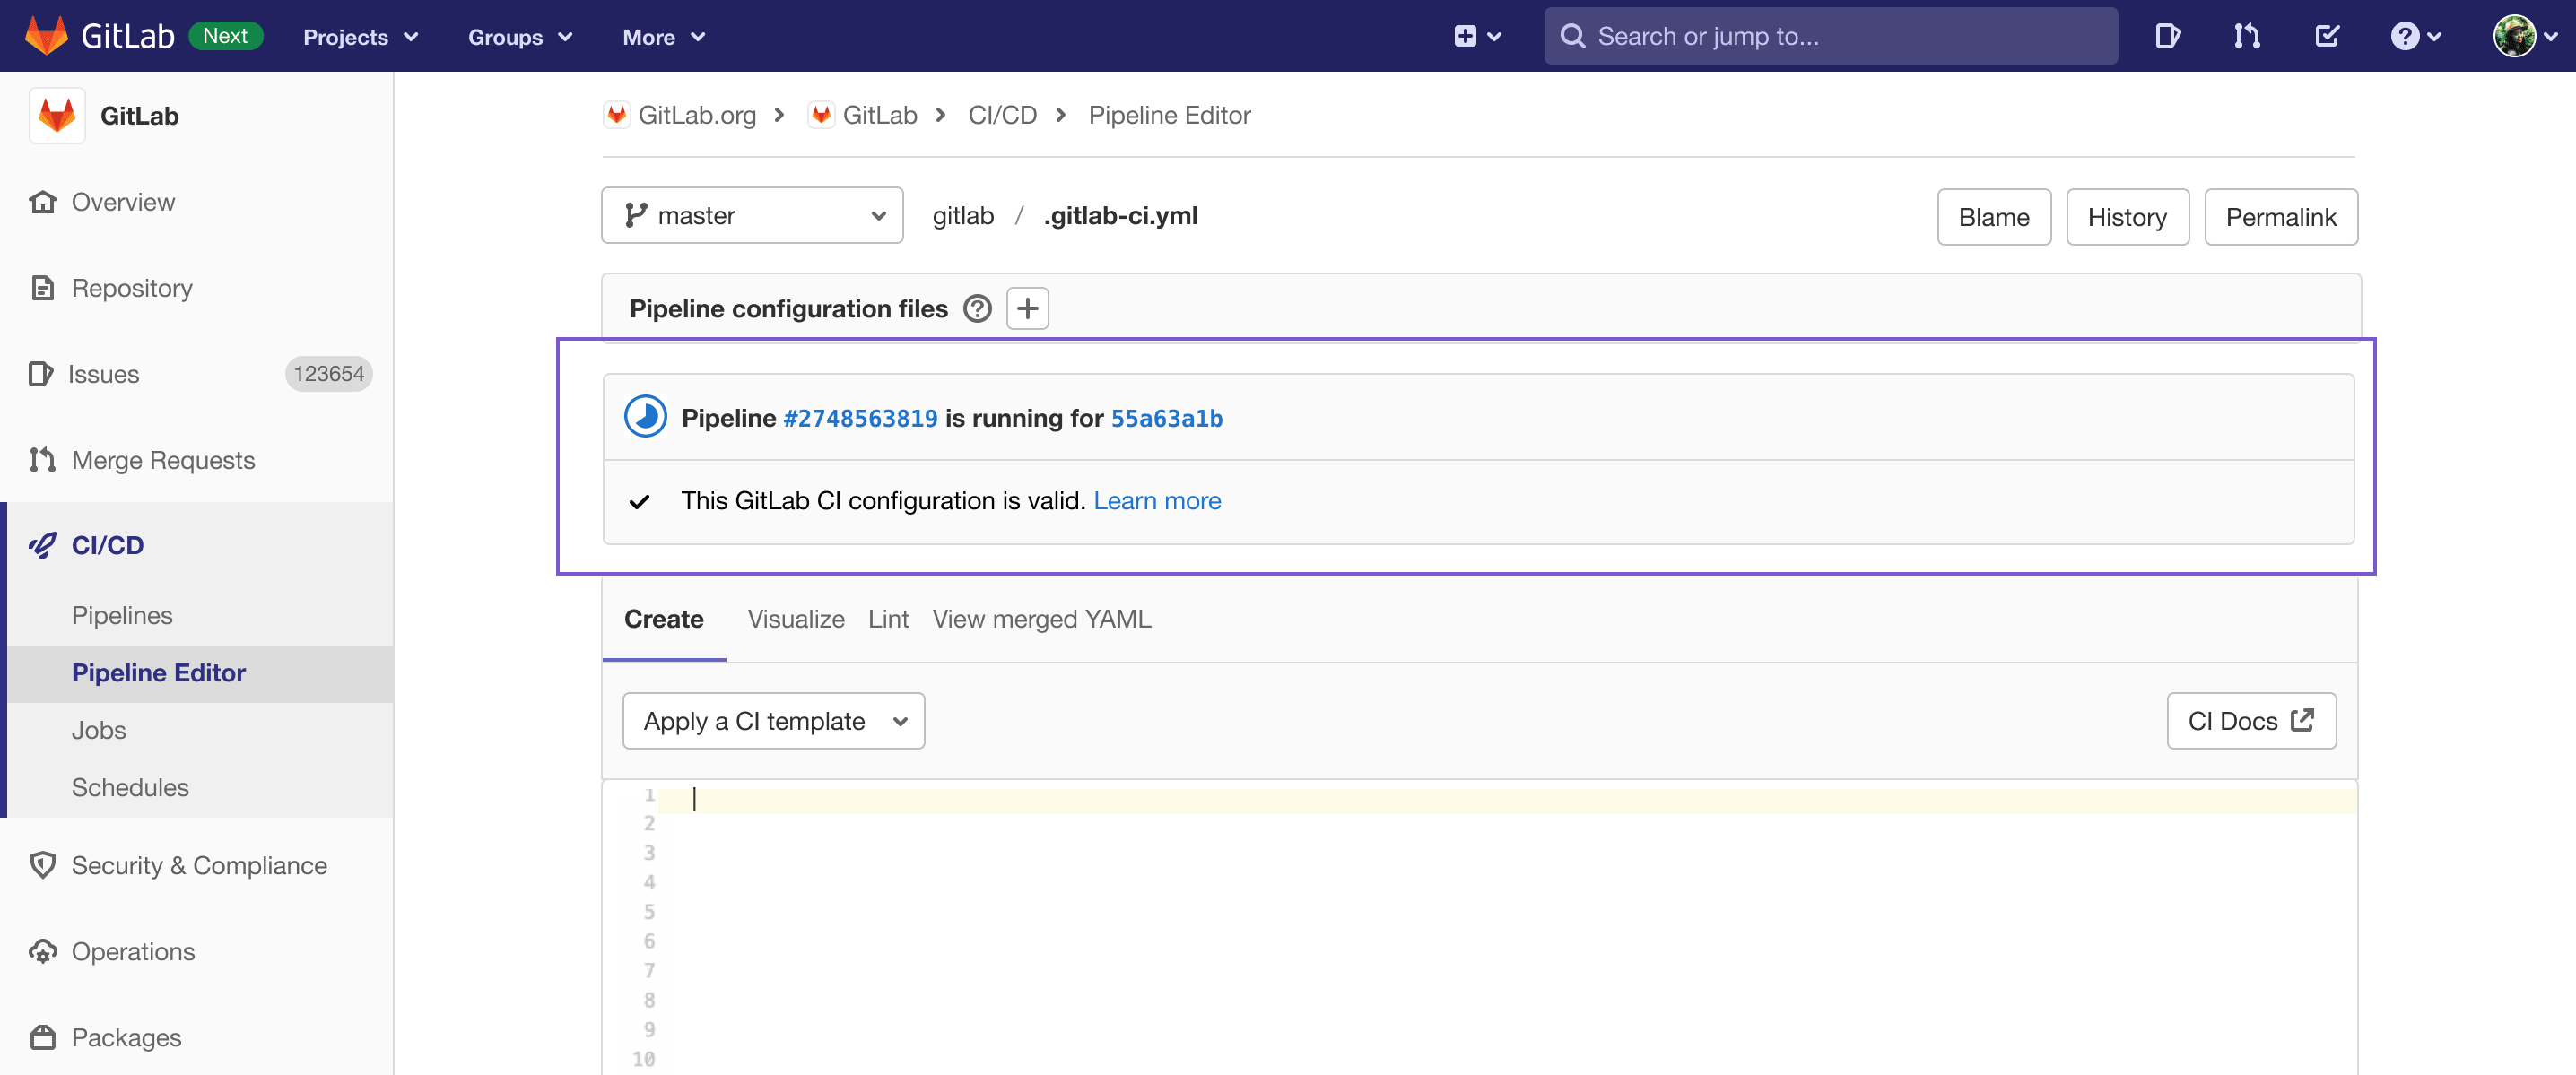 GitLab Next Projects Groups More Search or jump to...
GitLab
Overview
Repository
Issues 123654
Merge Requests
CI/CD
Pipelines
Pipeline Editor
Jobs
Schedules
Security & Compliance
Operations
Packages
GitLab.org > GitLab > CI/CD > Pipeline Editor
master gitlab / .gitlab-ci.yml Blame History Permalink
Pipeline configuration files
Pipeline #2748563819 is running for 55a63a1b
This GitLab CI configuration is valid. Learn more
Create Visualize Lint View merged YAML
Apply a CI template CI Docs
1
2
3
4
5
6
7
8
9
10